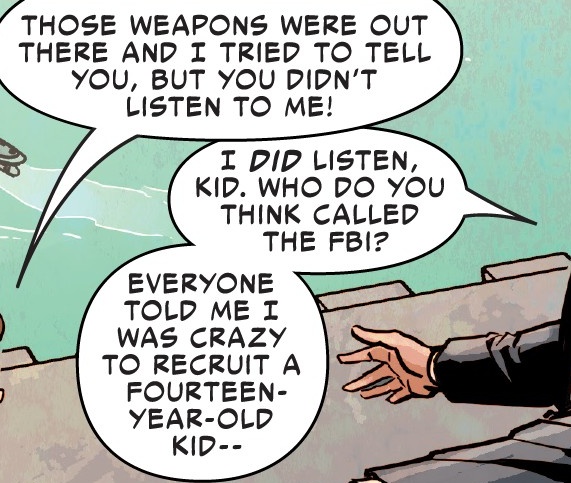 THOSE WEAPONS WERE OUT
THERE AND I TRIED TO TELL
YOU, BUT YOU DIDN'T
LISTEN TO ME!
I DID LISTEN,
KID. WHO DO YOU
THINK CALLED
THE FBI?
EVERYONE
TOLD ME I
WAS CRAZY
TO RECRUIT A
FOURTEEN-
YEAR-OLD
KID--